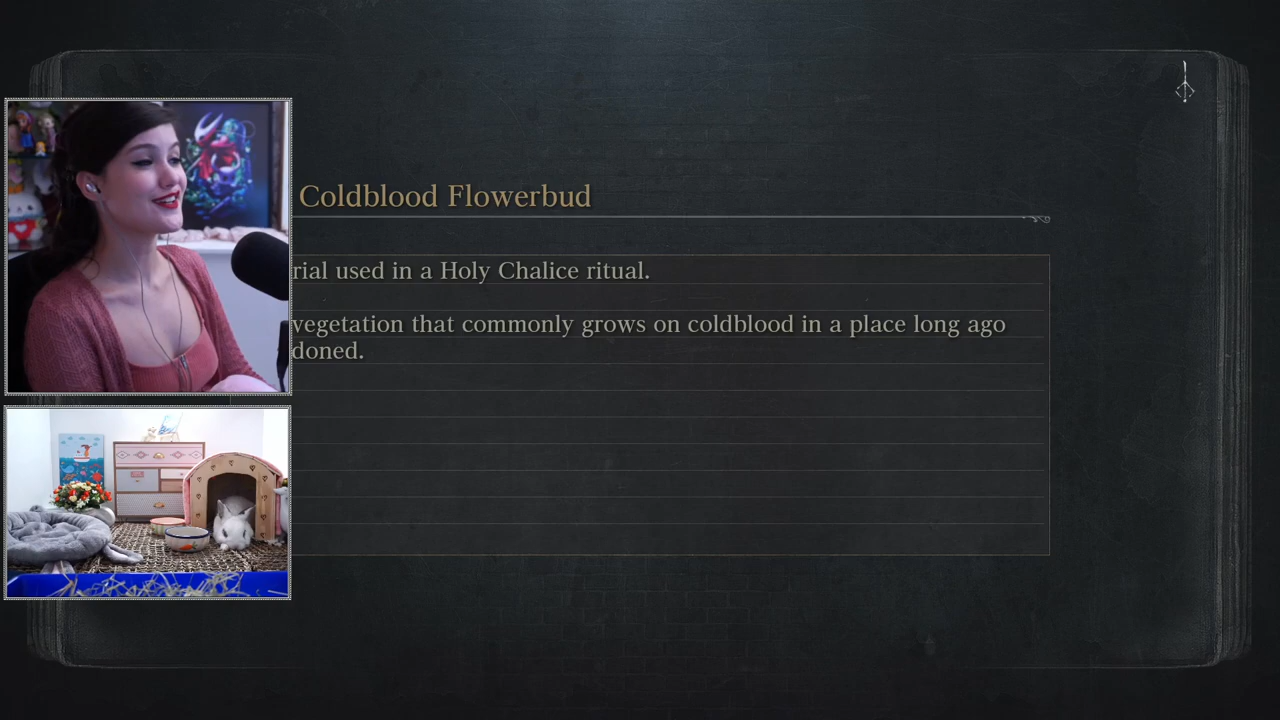 Coldblood Flowerbud
rial used in a Holy Chalice ritual.
vegetation that commonly grows on coldblood in a place long ago
doned.